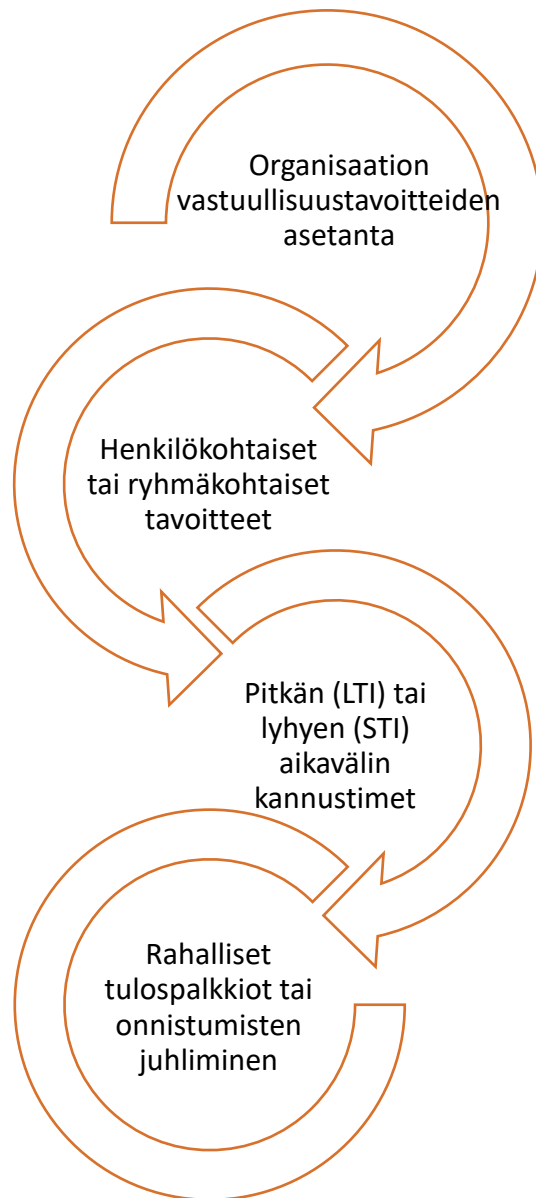 Organisaation
vastuullisuustavoitteiden
asetanta
Henkilökohtaiset
tai ryhmäkohtaiset
tavoitteet
Pitkän (LTI) tai
lyhyen (STI)
aikavälin
kannustimet
Rahalliset
tulospalkkiot tai
onnistumisten
juhliminen